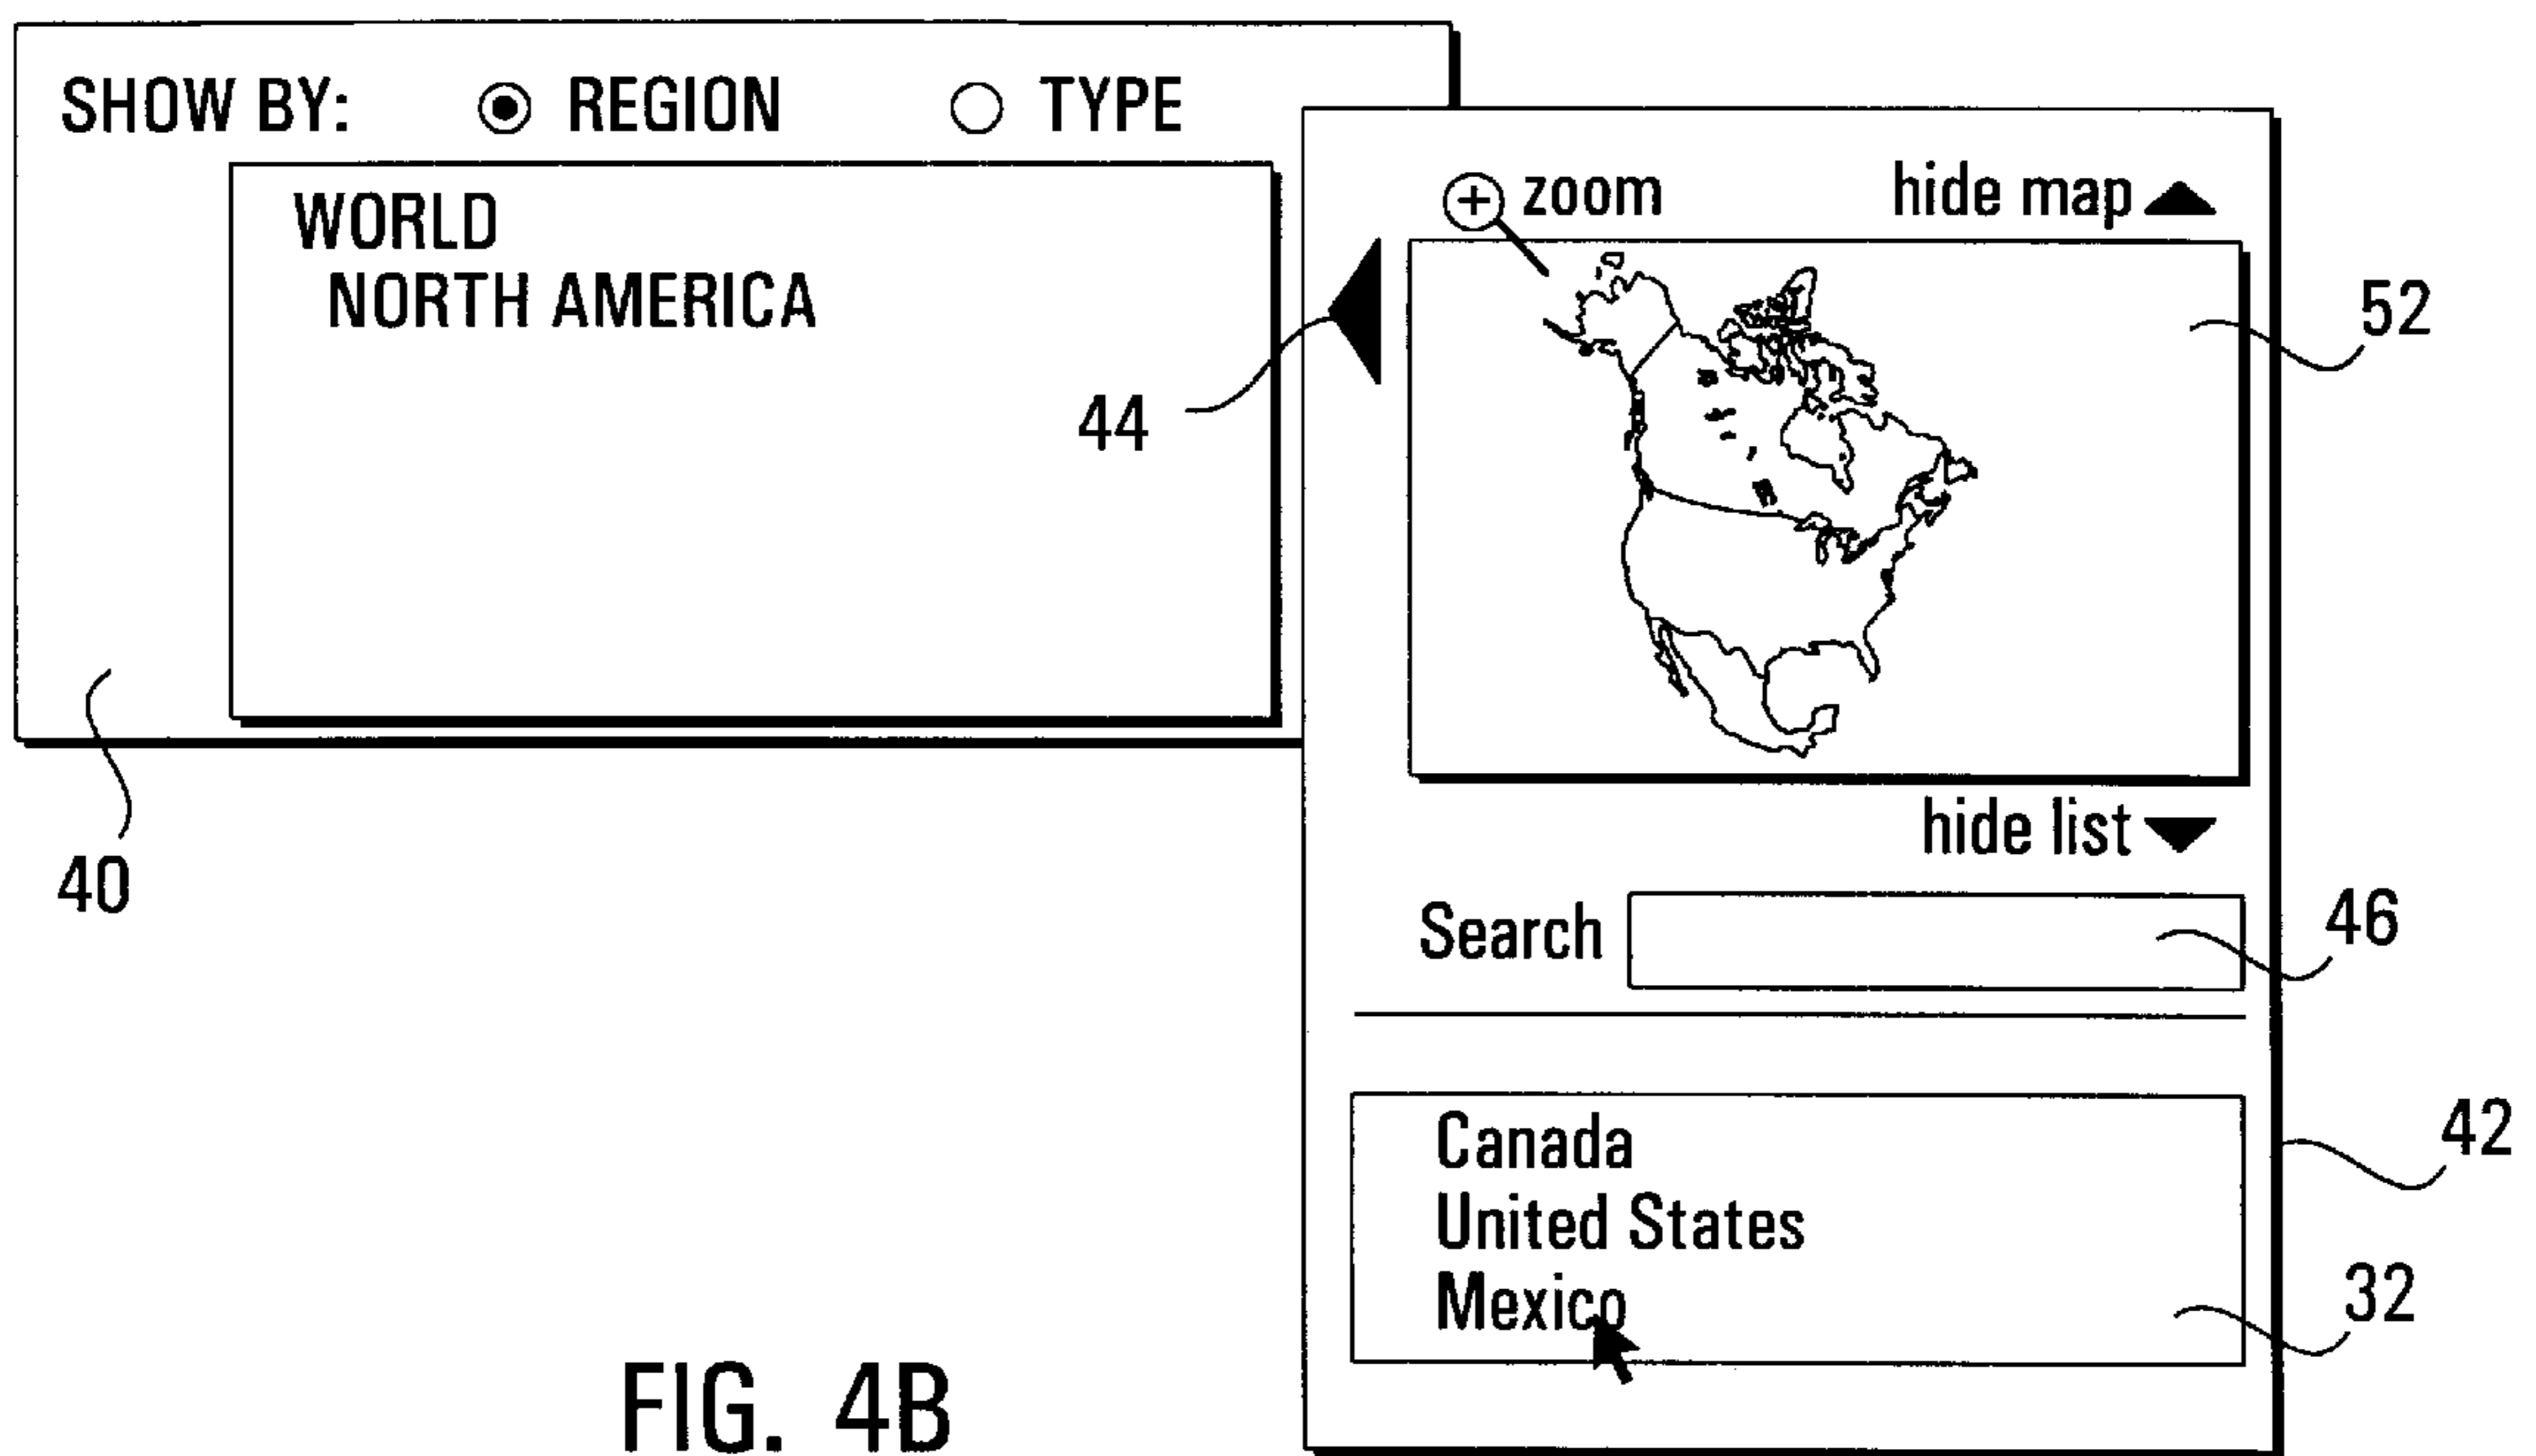 SHOW BY: REGION TYPE
WORLD
NORTH AMERICA
44
40
zoom hide map
52
hide list
Search
46
Canada
United States
Mexico
42
32
FIG. 4B